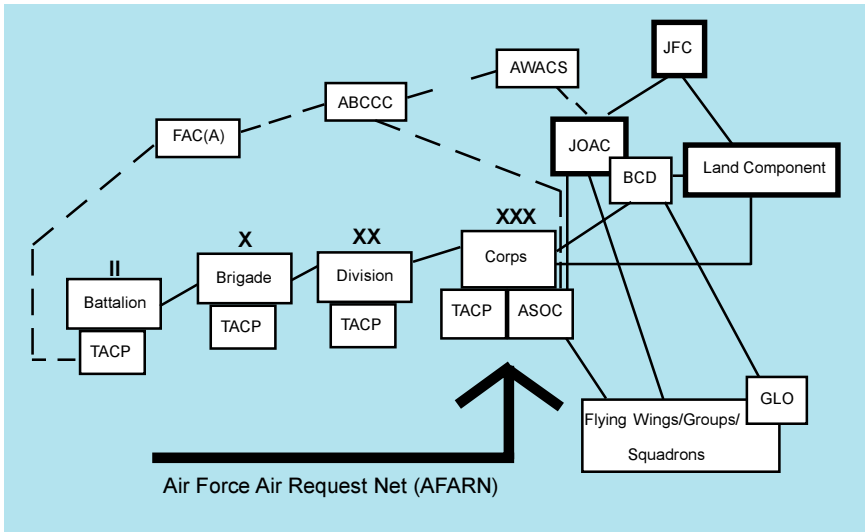 JFC
AWACS
ABCCC
FAC(A)
JOAC
BCD
Land Component
XXX
Corps
TACP
ASOC
XX
Division
TACP
X
Brigade
TACP
II
Battalion
TACP
GLO
Flying Wings/Groups/
Squadrons
Air Force Air Request Net (AFARN)